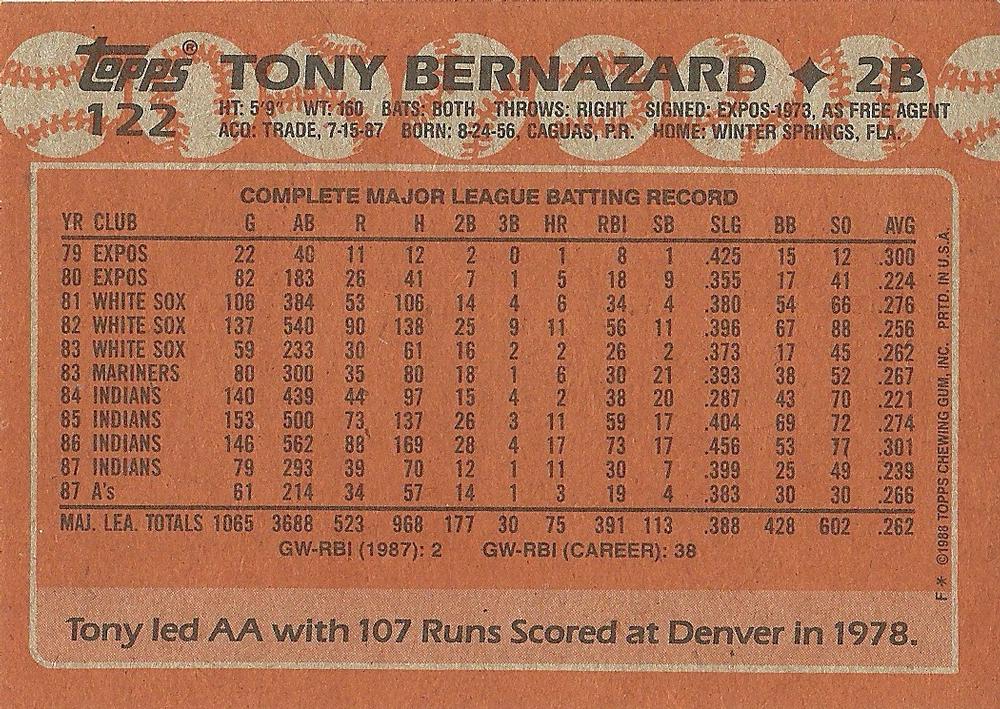 Topps® TONY BERNAZARD ✦ 2B
122
HT: 5'9" WT: 160 BATS: BOTH THROWS: RIGHT SIGNED: EXPOS-1973, AS FREE AGENT
ACQ: TRADE, 7-15-87 BORN: 8-24-56, CAGUAS, P.R. HOME: WINTER SPRINGS, FLA.
COMPLETE MAJOR LEAGUE BATTING RECORD
YR CLUB G AB R H 2B 3B HR RBI SB SLG BB SO AVG
79 EXPOS 22 40 11 12 2 0 1 8 1 .425 15 12 .300
80 EXPOS 82 183 26 41 7 1 5 18 9 .355 17 41 .224
81 WHITE SOX 106 384 53 106 14 4 6 34 4 .380 54 66 .276
82 WHITE SOX 137 540 90 138 25 9 11 56 11 .396 67 88 .256
83 WHITE SOX 59 233 30 61 16 2 2 26 2 .373 17 45 .262
83 MARINERS 80 300 35 80 18 1 6 30 21 .393 38 52 .267
84 INDIANS 140 439 44 97 15 4 2 38 20 .287 43 70 .221
85 INDIANS 153 500 73 137 26 3 11 59 17 .404 69 72 .274
86 INDIANS 146 562 88 169 28 4 17 73 17 .456 53 77 .301
87 INDIANS 79 293 39 70 12 1 11 30 7 .399 25 49 .239
87 A's 61 214 34 57 14 1 3 19 4 .383 30 30 .266
MAJ. LEA. TOTALS 1065 3688 523 968 177 30 75 391 113 .388 428 602 .262
GW-RBI (1987): 2 GW-RBI (CAREER): 38
Tony led AA with 107 Runs Scored at Denver in 1978.
F * ©1988 TOPPS CHEWING GUM, INC. PRTD. IN U.S.A.